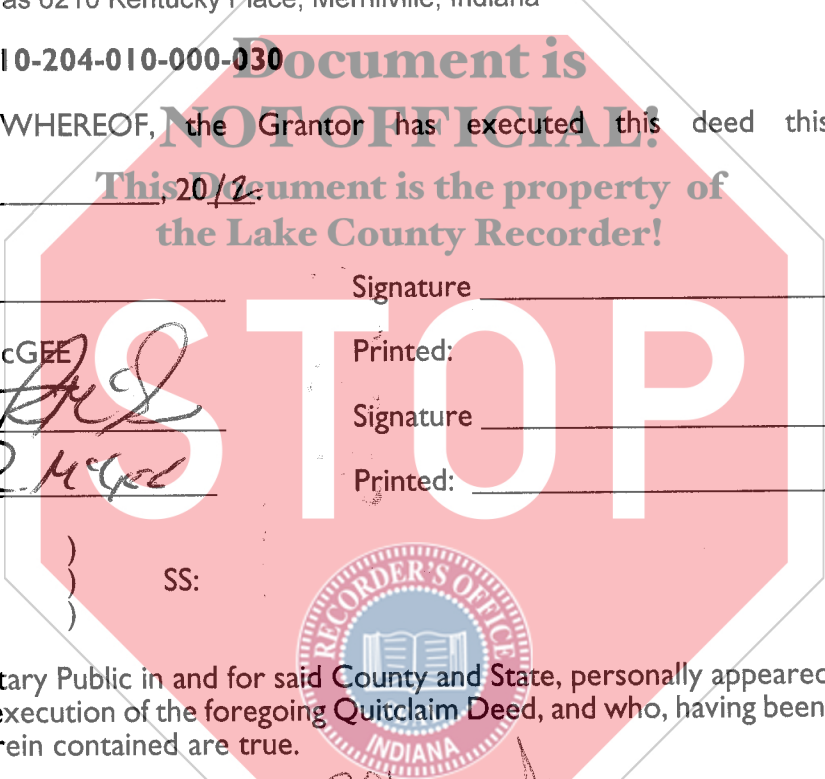 as 6210 Kentucky Place, Merrillville, Indiana
10-204-010-000-030
Document is
WHEREOF, the Grantor has executed this deed this
NOT OFFICIAL!
, 2012.
This Document is the property of
the Lake County Recorder!
Signature
cGEE
Printed:
STOP
Signature
McGee
Printed:
)
) SS:
)
RECORDER'S OFFICE
INDIANA
tary Public in and for said County and State, personally appeared
execution of the foregoing Quitclaim Deed, and who, having been
rein contained are true.